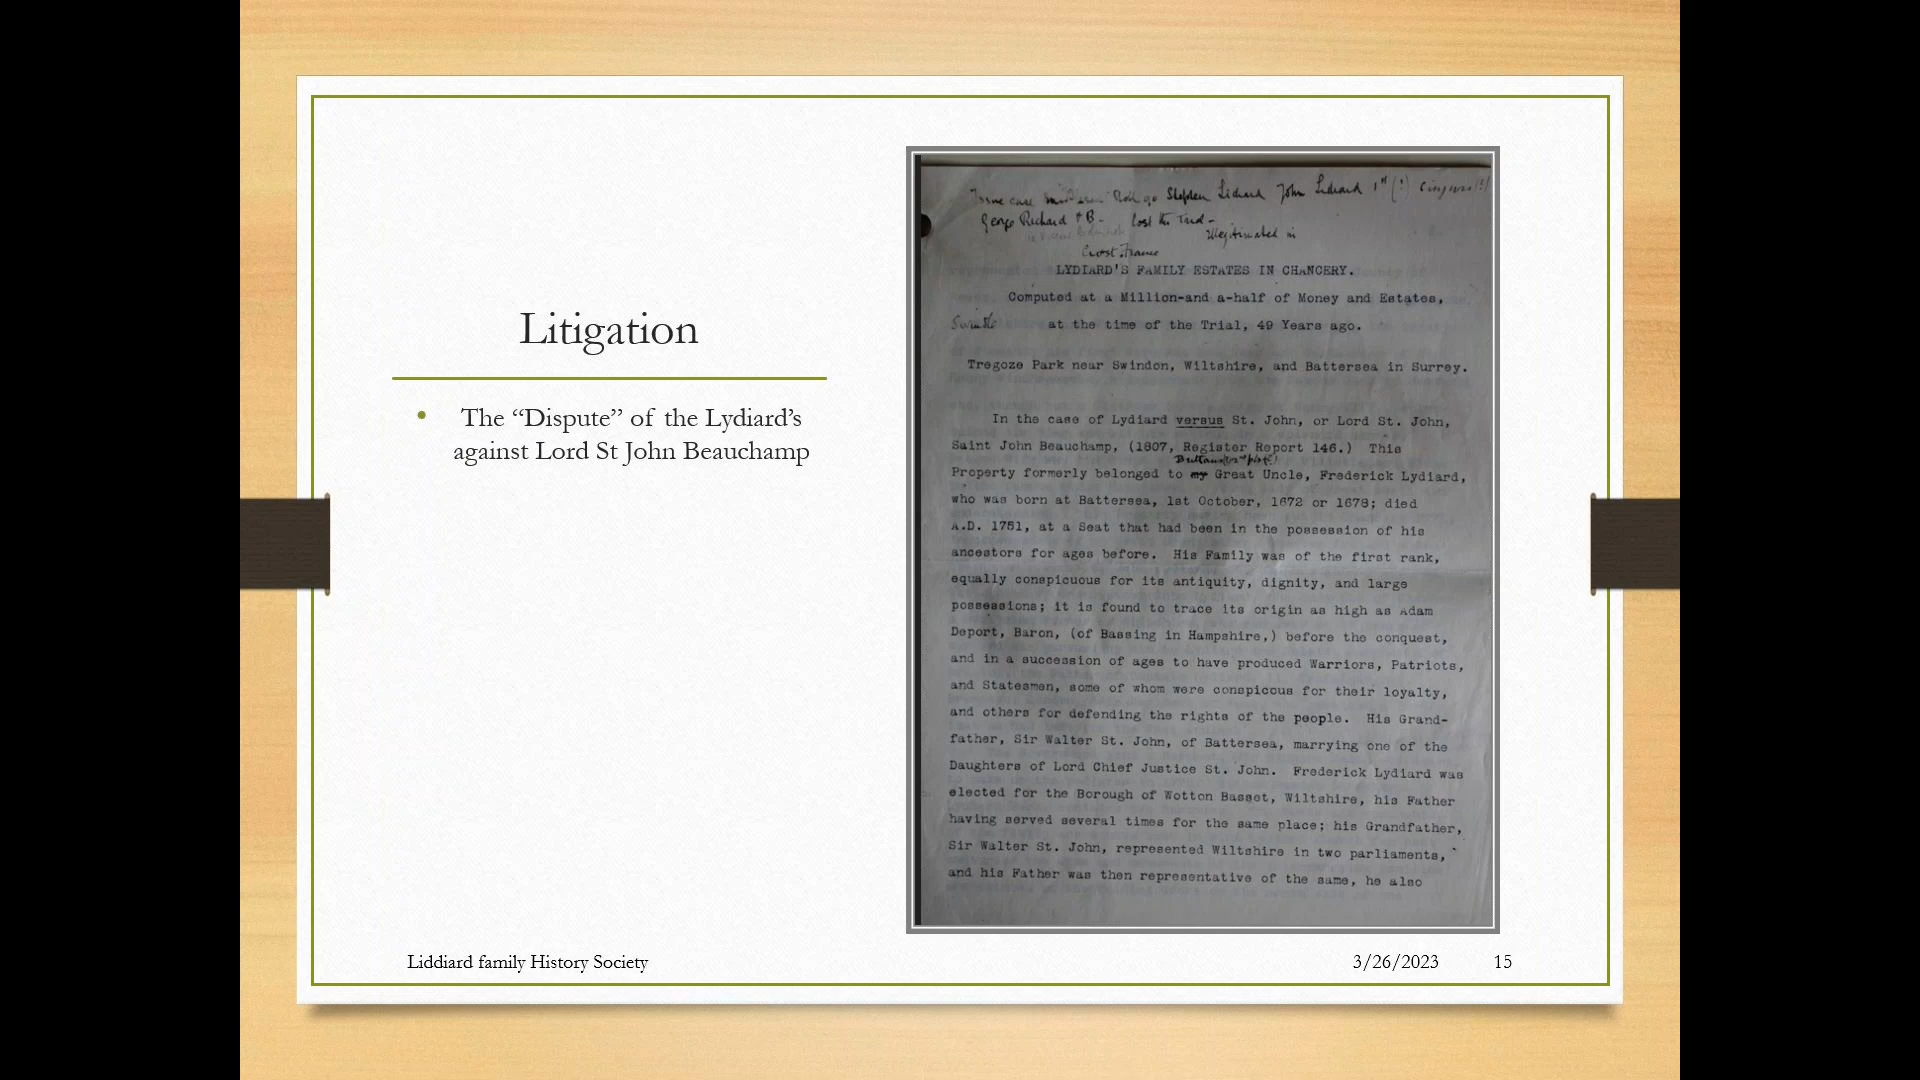 Litigation
• The “Dispute” of the Lydiard’s
against Lord St John Beauchamp
Stephen Lidiard John Lidiard 1st (!)
George Richard & B - lost the Trial -
Illegitimated in
LYDIARD'S FAMILY ESTATES IN CHANCERY.
Computed at a Million-and a-half of Money and Estates,
Swindle at the time of the Trial, 49 Years ago.
Tregoze Park near Swindon, Wiltshire, and Battersea in Surrey.
In the case of Lydiard versus St. John, or Lord St. John,
Saint John Beauchamp, (1807, Register Report 146.) This
Property formerly belonged to my Great Uncle, Frederick Lydiard,
who was born at Battersea, 1st October, 1672 or 1678; died
A.D. 1751, at a Seat that had been in the possession of his
ancestors for ages before. His Family was of the first rank,
equally conspicuous for its antiquity, dignity, and large
possessions; it is found to trace its origin as high as Adam
Deport, Baron, (of Bassing in Hampshire,) before the conquest,
and in a succession of ages to have produced Warriors, Patriots,
and Statesmen, some of whom were conspicous for their loyalty,
and others for defending the rights of the people. His Grand-
father, Sir Walter St. John, of Battersea, marrying one of the
Daughters of Lord Chief Justice St. John. Frederick Lydiard was
elected for the Borough of Wotton Basset, Wiltshire, his Father
having served several times for the same place; his Grandfather,
Sir Walter St. John, represented Wiltshire in two parliaments,
and his Father was then representative of the same, he also
Liddiard family History Society 3/26/2023 15